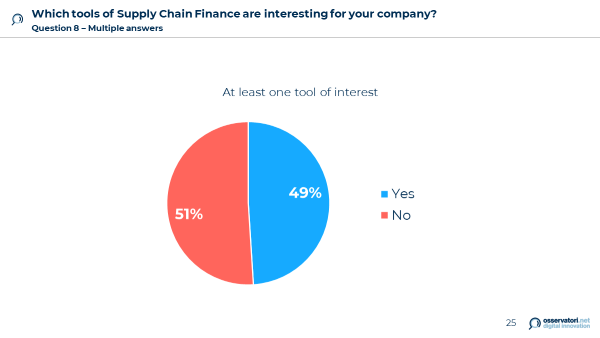 Which tools of Supply Chain Finance are interesting for your company?
Question 8 – Multiple answers
At least one tool of interest
49%
51%
Yes
No
25
osservatori.net
digital innovation